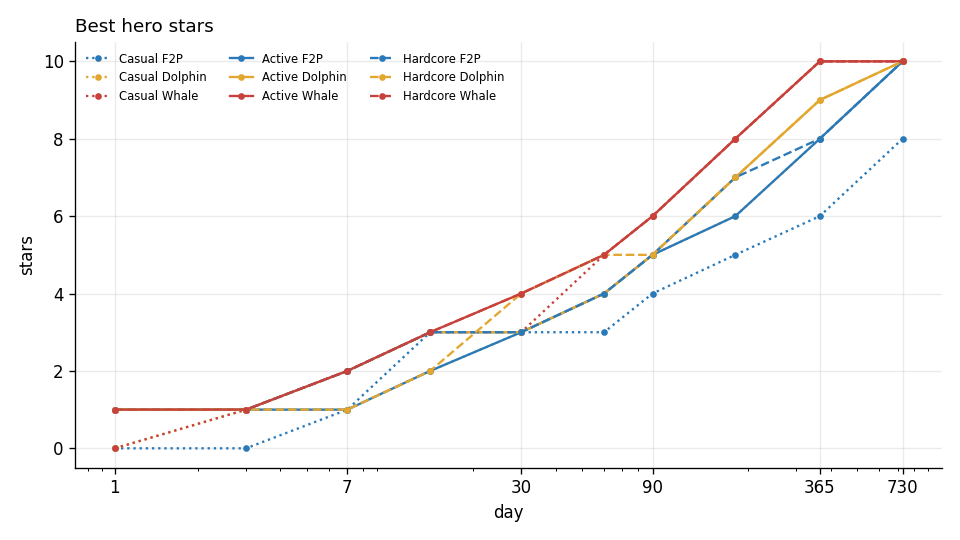 Best hero stars
Casual F2P Active F2P Hardcore F2P
Casual Dolphin Active Dolphin Hardcore Dolphin
Casual Whale Active Whale Hardcore Whale
10
8
6
4
2
0
stars
1 7 30 90 365 730
day